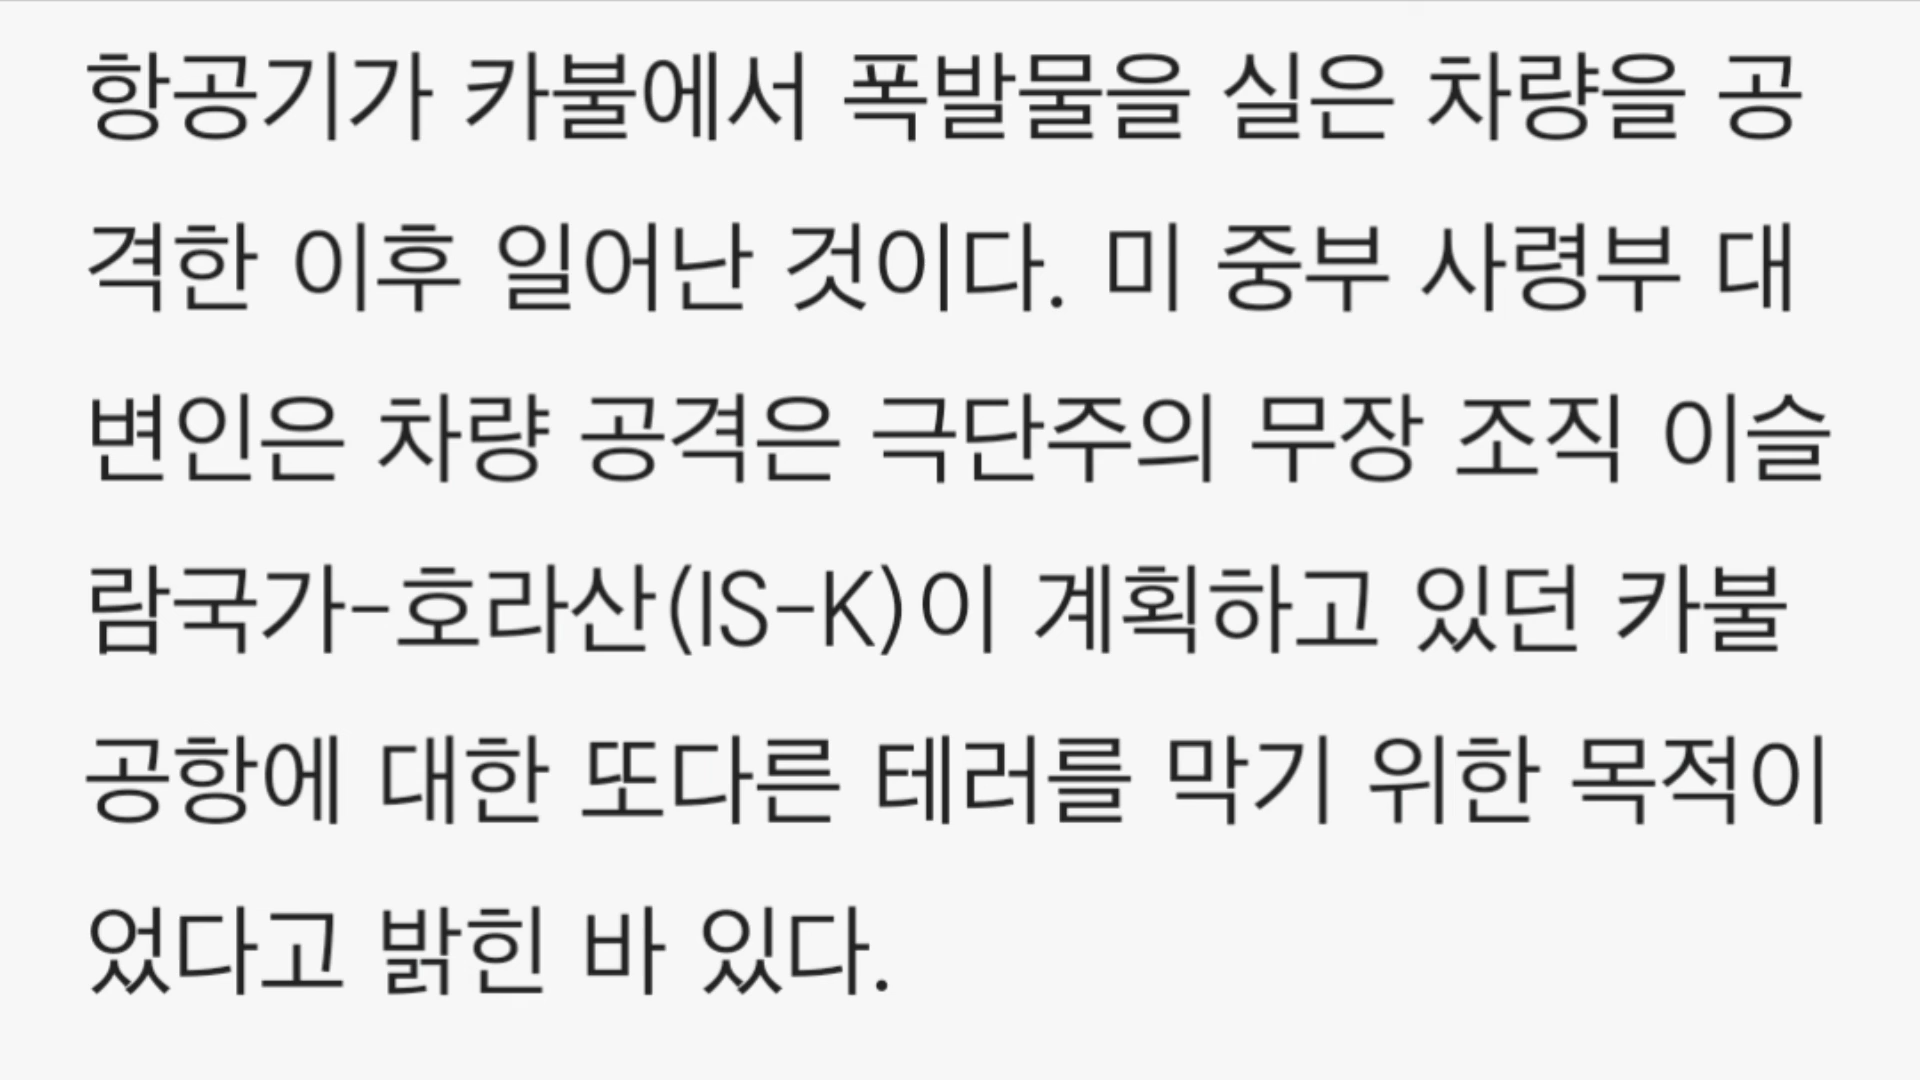 항공기가 카불에서 폭발물을 실은 차량을 공
격한 이후 일어난 것이다. 미 중부 사령부 대
변인은 차량 공격은 극단주의 무장 조직 이슬
람국가-호라산(IS-K)이 계획하고 있던 카불
공항에 대한 또다른 테러를 막기 위한 목적이
었다고 밝힌 바 있다.